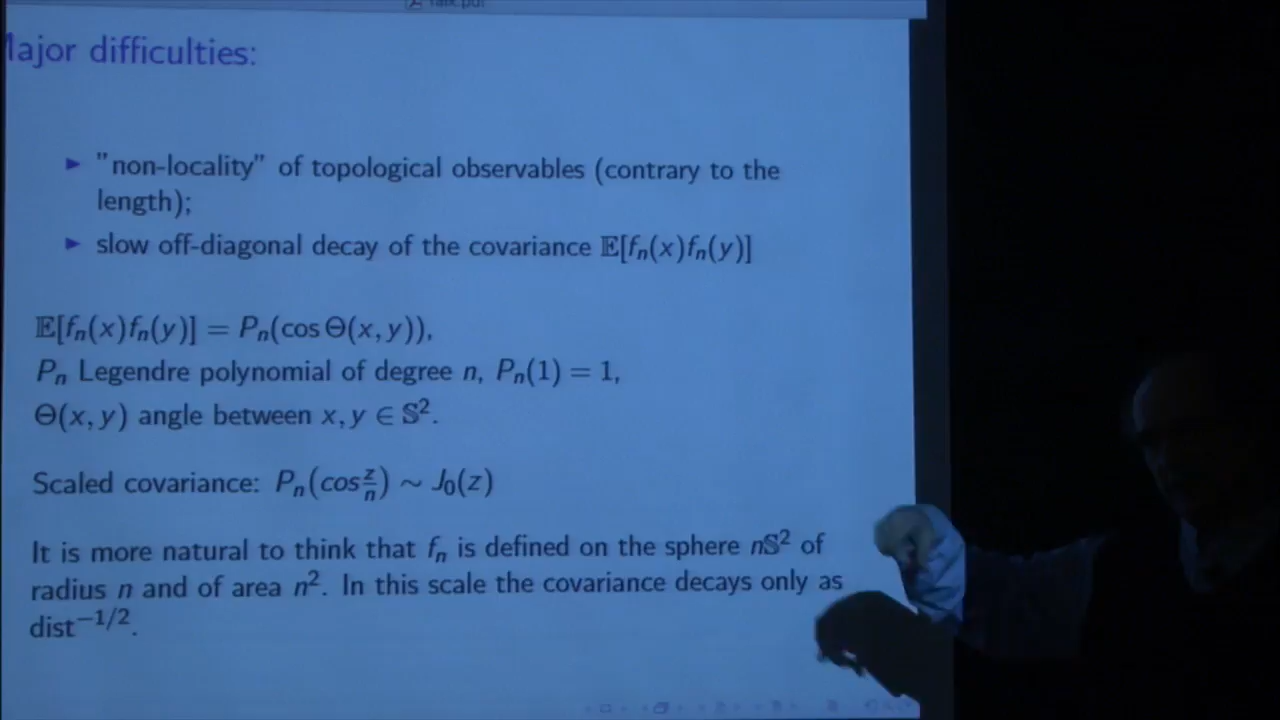 Talk.pdf
Major difficulties:
► "non-locality" of topological observables (contrary to the
length);
► slow off-diagonal decay of the covariance 𝔼[fₙ(x)fₙ(y)]
𝔼[fₙ(x)fₙ(y)] = Pₙ(cos Θ(x, y)),
Pₙ Legendre polynomial of degree n, Pₙ(1) = 1,
Θ(x, y) angle between x, y ∈ 𝕊².
Scaled covariance: Pₙ(cos z/n) ~ J₀(z)
It is more natural to think that fₙ is defined on the sphere n𝕊² of
radius n and of area n². In this scale the covariance decays only as
dist⁻¹/².